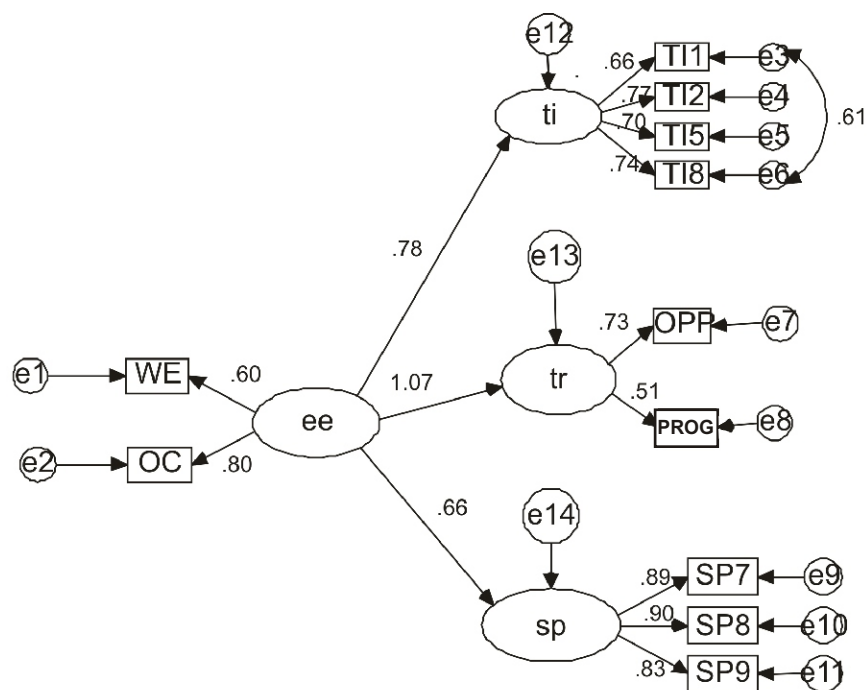 e12
.66
TI1
e3
.77
TI2
e4
ti
.70
TI5
e5
.61
.74
TI8
e6
.78
e13
.73
OPP
e7
e1
WE
.60
1.07
tr
.51
ee
PROG
e8
e2
OC
.80
.66
e14
.89
SP7
e9
sp
.90
SP8
e10
.83
SP9
e11